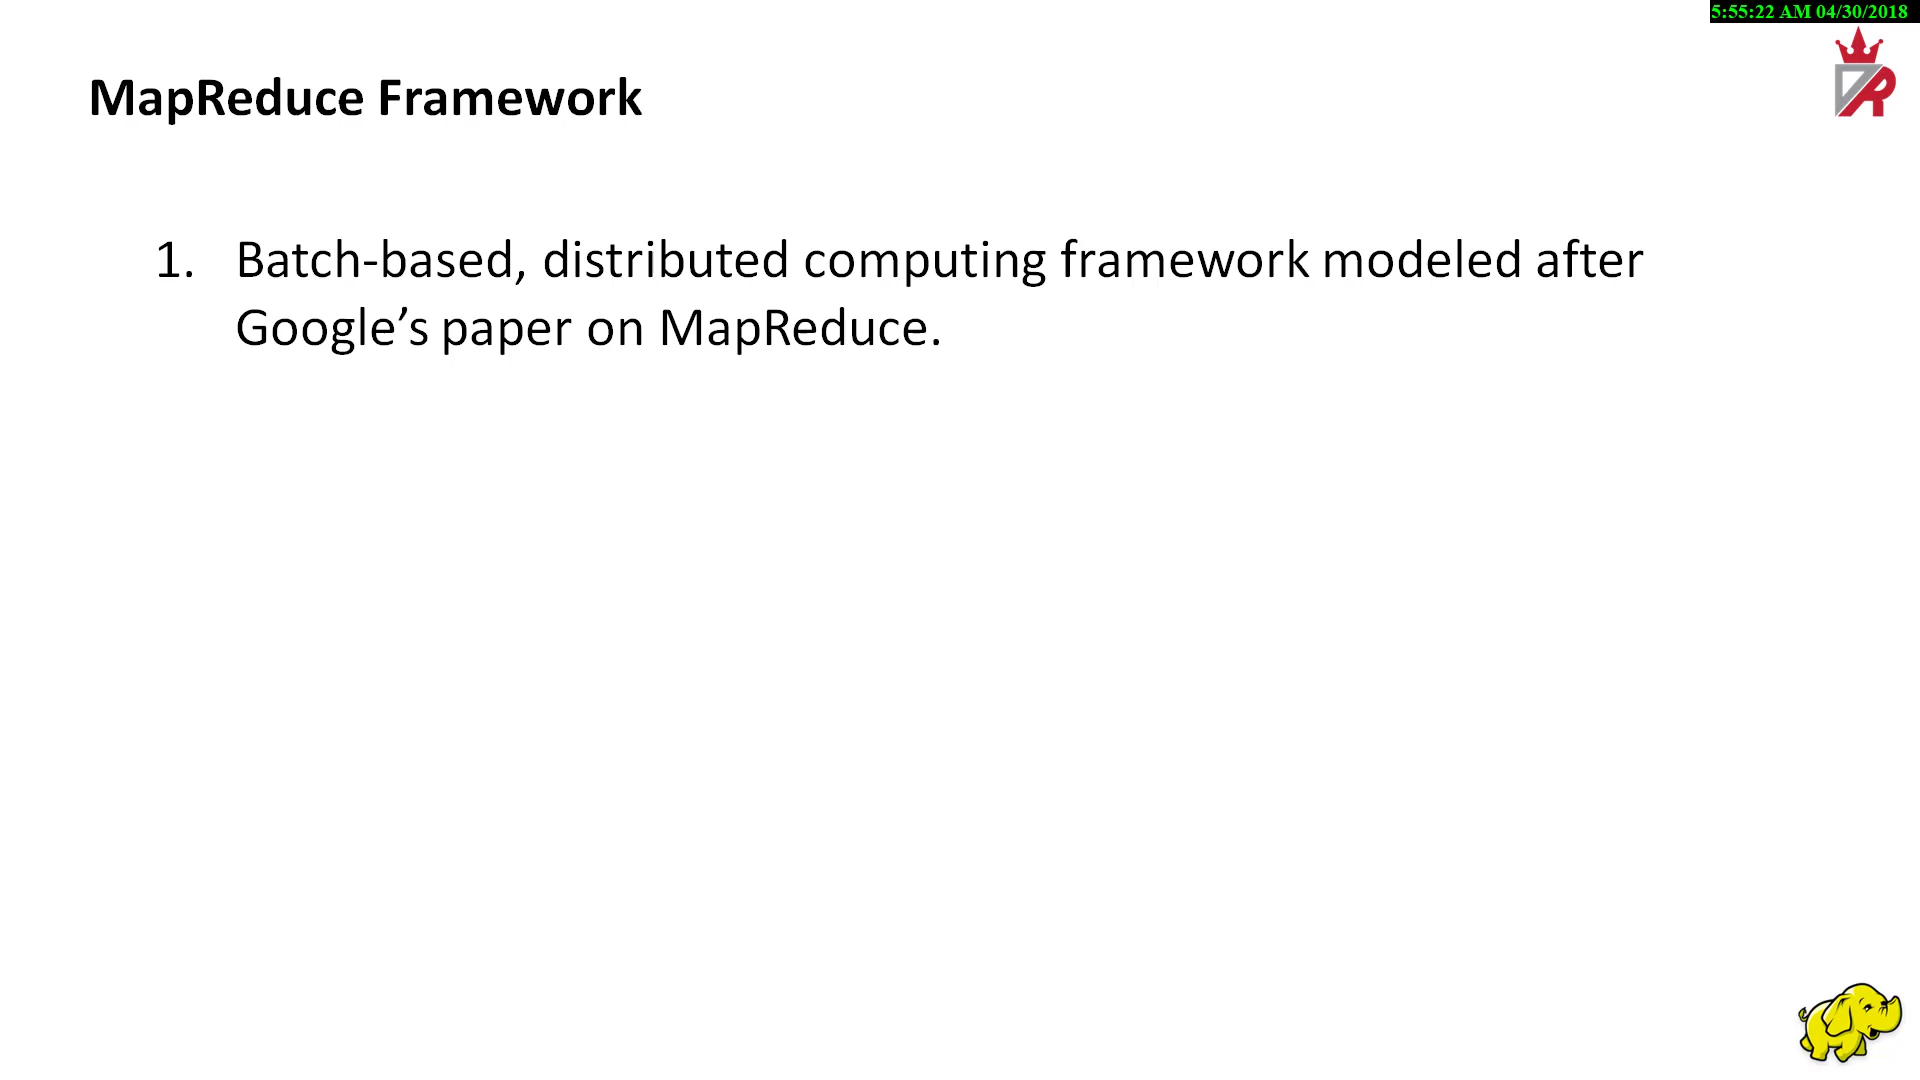 5:55:22 AM 04/30/2018
MapReduce Framework
1. Batch-based, distributed computing framework modeled after
Google’s paper on MapReduce.